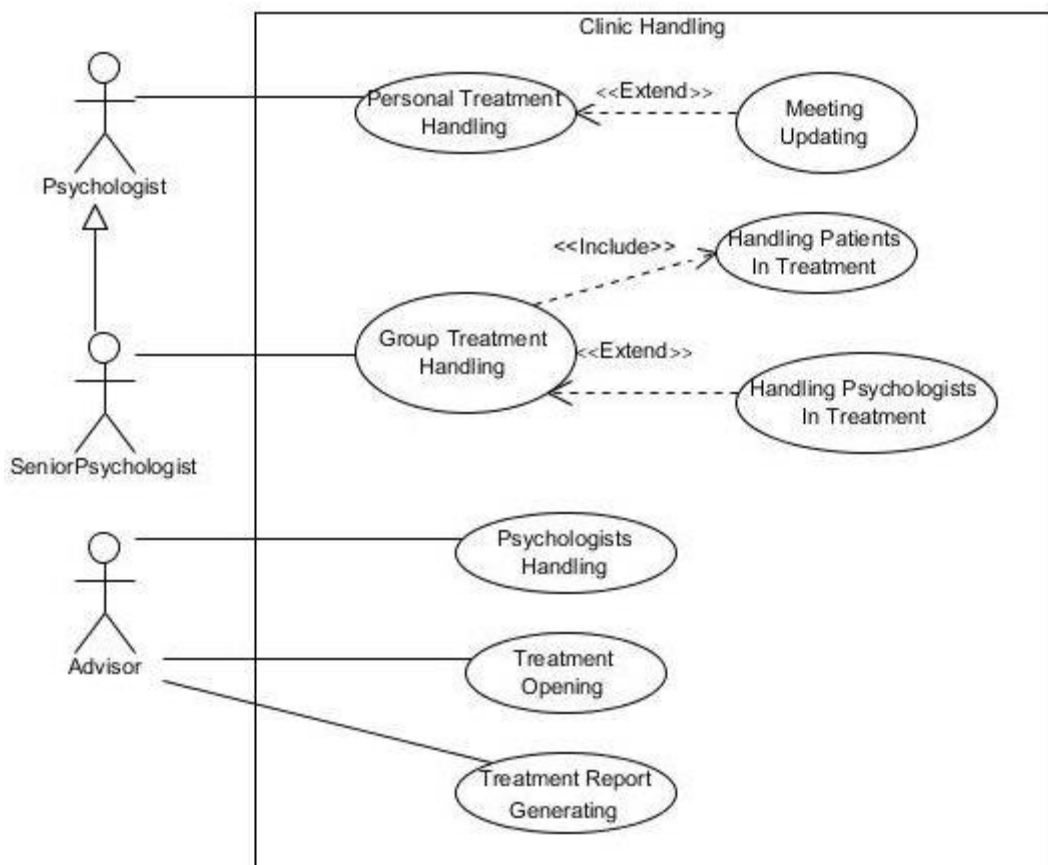 Clinic Handling
Psychologist
Personal Treatment
Handling
<<Extend>>
Meeting
Updating
<<Include>>
Handling Patients
In Treatment
SeniorPsychologist
Group Treatment
Handling
<<Extend>>
Handling Psychologists
In Treatment
Advisor
Psychologists
Handling
Treatment
Opening
Treatment Report
Generating